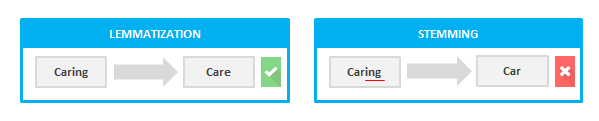 LEMMATIZATION
Caring Care
STEMMING
Caring Car